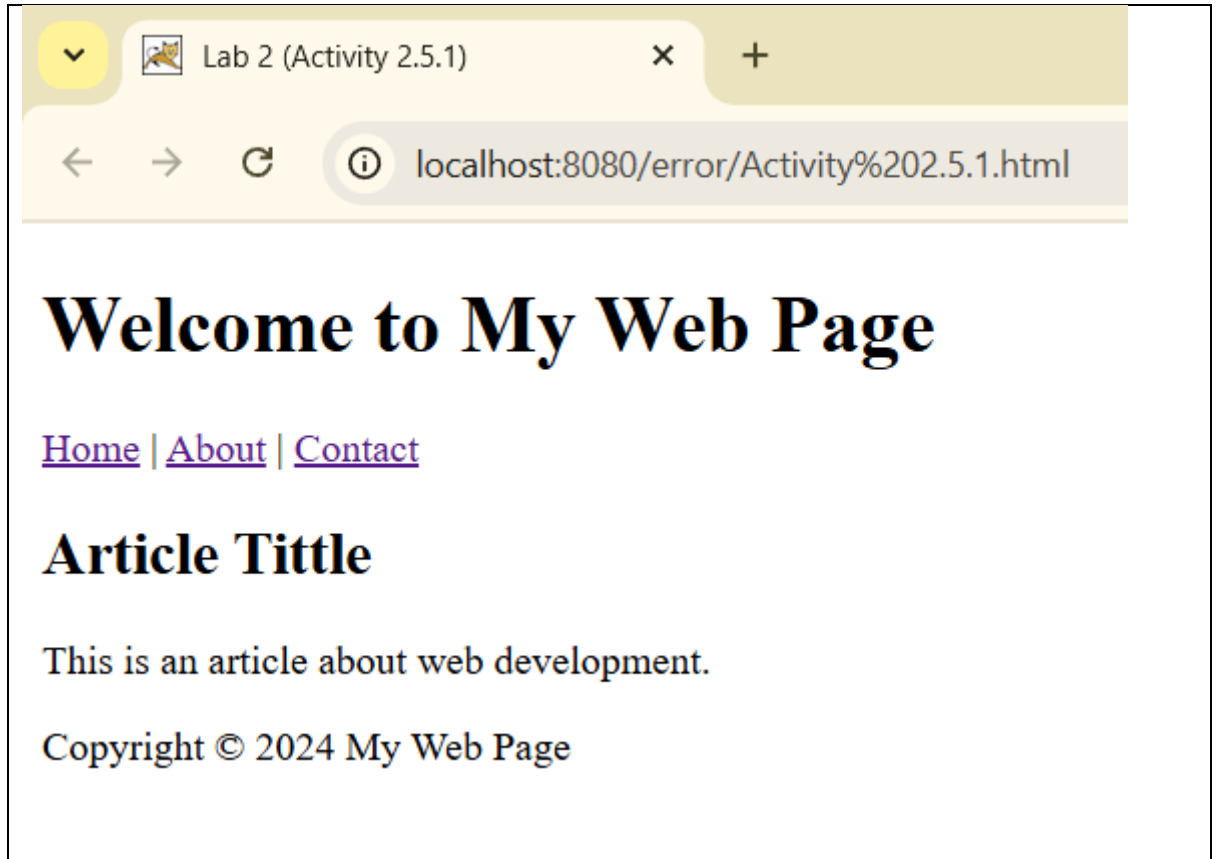 Lab 2 (Activity 2.5.1)
localhost:8080/error/Activity%202.5.1.html
Welcome to My Web Page
Home | About | Contact
Article Tittle
This is an article about web development.
Copyright © 2024 My Web Page